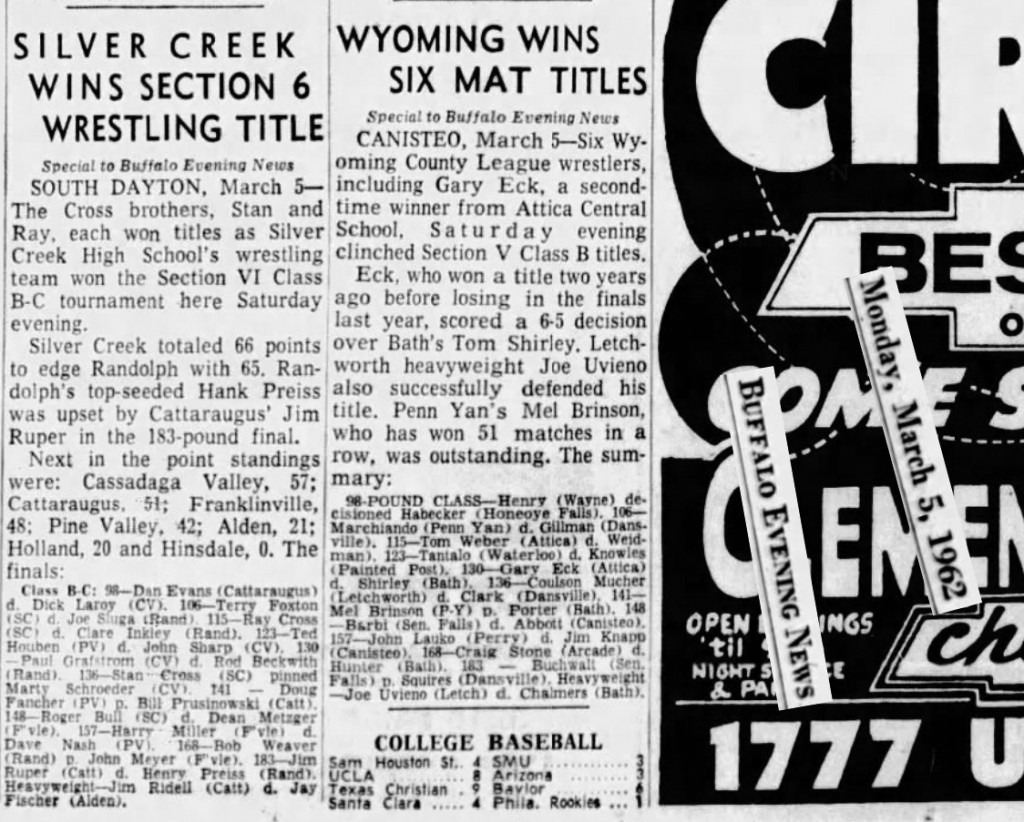 SILVER CREEK
WINS SECTION 6
WRESTLING TITLE
Special to Buffalo Evening News
SOUTH DAYTON, March 5—
The Cross brothers, Stan and
Ray, each won titles as Silver
Creek High School's wrestling
team won the Section VI Class
B-C tournament here Saturday
evening.
Silver Creek totaled 66 points
to edge Randolph with 65. Ran-
dolph's top-seeded Hank Preiss
was upset by Cattaraugus' Jim
Ruper in the 183-pound final.
Next in the point standings
were: Cassadaga Valley, 57;
Cattaraugus, 51; Franklinville,
48; Pine Valley, 42; Alden, 21;
Holland, 20 and Hinsdale, 0. The
finals:
Class B-C: 98—Dan Evans (Cattaraugus)
d. Dick Laroy (CV). 106—Terry Foxton
(SC) d. Joe Sluga (Rand). 115—Ray Cross
(SC) d. Clare Inkley (Rand). 123—Ted
Houben (PV) d. John Sharp (CV). 130
—Paul Grafstrom (CV) d. Rod Beckwith
(Rand). 136—Stan Cross (SC) pinned
Marty Schroeder (CV). 141 — Doug
Fancher (PV) p. Bill Prusinowski (Catt).
148—Roger Bull (SC) d. Dean Metzger
(F'vle). 157—Harry Miller (F'vle) d.
Dave Nash (PV). 168—Bob Weaver
(Rand) p. John Meyer (F'vle). 183—Jim
Ruper (Catt) d. Henry Preiss (Rand).
Heavyweight—Jim Ridell (Catt) d. Jay
Fischer (Alden).
WYOMING WINS
SIX MAT TITLES
Special to Buffalo Evening News
CANISTEO, March 5—Six Wy-
oming County League wrestlers,
including Gary Eck, a second-
time winner from Attica Central
School, Saturday evening
clinched Section V Class B titles.
Eck, who won a title two years
ago before losing in the finals
last year, scored a 6-5 decision
over Bath's Tom Shirley. Letch-
worth heavyweight Joe Uvieno
also successfully defended his
title. Penn Yan's Mel Brinson,
who has won 51 matches in a
row, was outstanding. The sum-
mary:
98-POUND CLASS—Henry (Wayne) de-
cisioned Habecker (Honeoye Falls). 106—
Marchiando (Penn Yan) d. Gillman (Dans-
ville). 115—Tom Weber (Attica) d. Weid-
man). 123—Tantalo (Waterloo) d. Knowles
(Painted Post). 130—Gary Eck (Attica)
d. Shirley (Bath). 136—Coulson Mucher
(Letchworth) d. Clark (Dansville). 141—
Mel Brinson (P-Y) p. Porter (Bath). 148
—Barbi (Sen. Falls) d. Abbott (Canisteo).
157—John Lauko (Perry) d. Jim Knapp
(Canisteo). 168—Craig Stone (Arcade) d.
Hunter (Bath). 183 — Buchwalt (Sen.
Falls) p. Squires (Dansville). Heavyweight
—Joe Uvieno (Letch) d. Chalmers (Bath).
COLLEGE BASEBALL
Sam Houston St.. 4 SMU ........... 3
UCLA ........... 8 Arizona ........ 3
Texas Christian . 9 Baylor ......... 6
Santa Clara ..... 4 Phila. Rookies ... 1
CIR
BES
O
COME S
CLEMEN
OPEN NGS
'til
NIGHT S CE
& PA
che
1777 U
BUFFALO EVENING NEWS
Monday, March 5, 1962